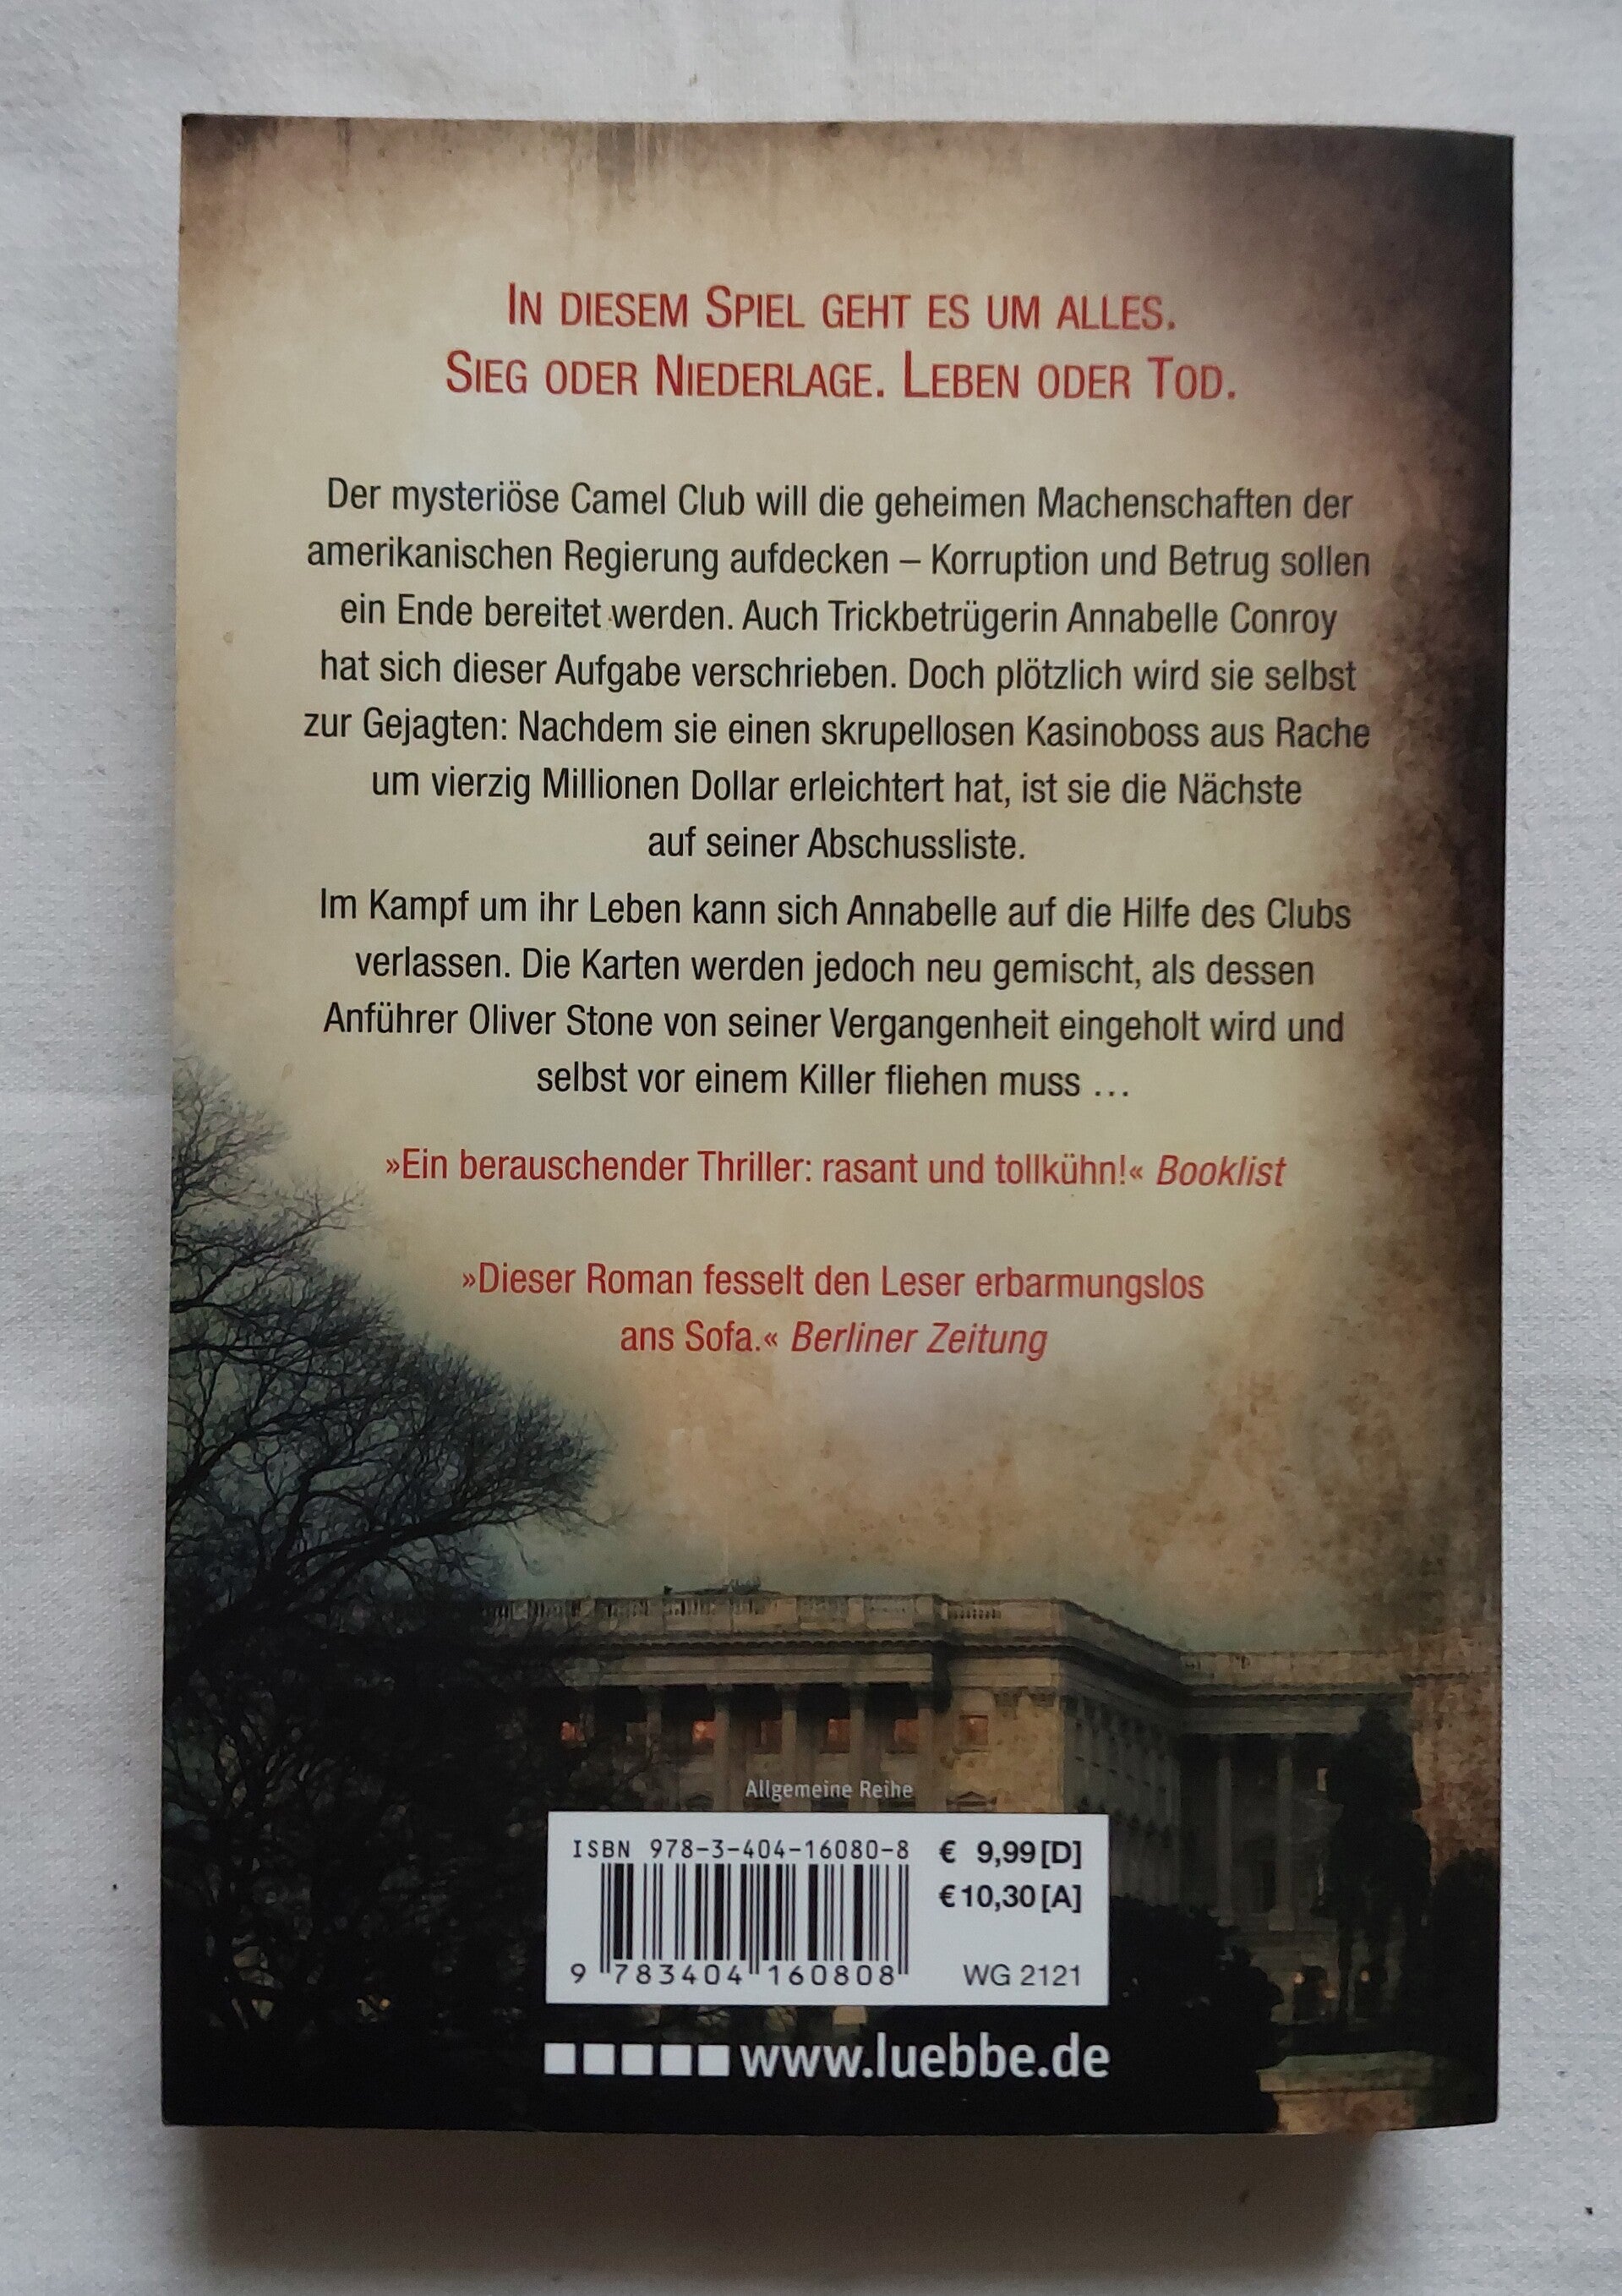 In diesem Spiel geht es um alles.
Sieg oder Niederlage. Leben oder Tod.
Der mysteriöse Camel Club will die geheimen Machenschaften der
amerikanischen Regierung aufdecken – Korruption und Betrug sollen
ein Ende bereitet werden. Auch Trickbetrügerin Annabelle Conroy
hat sich dieser Aufgabe verschrieben. Doch plötzlich wird sie selbst
zur Gejagten: Nachdem sie einen skrupellosen Kasinoboss aus Rache
um vierzig Millionen Dollar erleichtert hat, ist sie die Nächste
auf seiner Abschussliste.
Im Kampf um ihr Leben kann sich Annabelle auf die Hilfe des Clubs
verlassen. Die Karten werden jedoch neu gemischt, als dessen
Anführer Oliver Stone von seiner Vergangenheit eingeholt wird und
selbst vor einem Killer fliehen muss …
»Ein berauschender Thriller: rasant und tollkühn!« Booklist
»Dieser Roman fesselt den Leser erbarmungslos
ans Sofa.« Berliner Zeitung
Allgemeine Reihe
ISBN 978-3-404-16080-8
€ 9,99 [D]
€ 10,30 [A]
9 783404 160808
WG 2121
www.luebbe.de